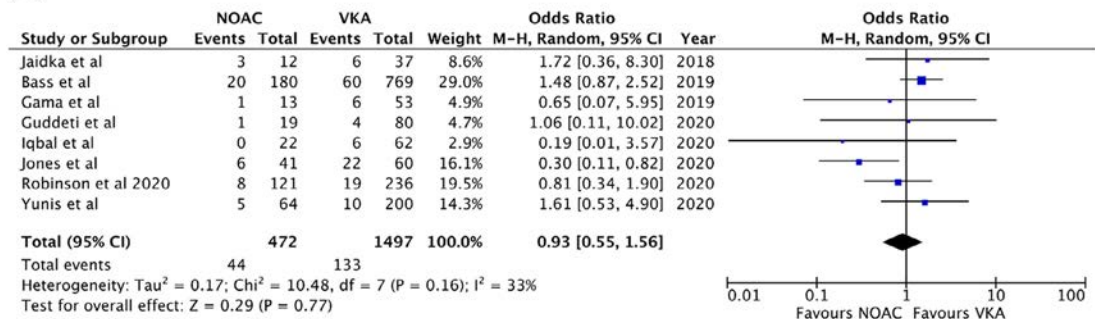 NOAC VKA Odds Ratio Odds Ratio
Study or Subgroup Events Total Events Total Weight M-H, Random, 95% CI Year M-H, Random, 95% CI
Jaidka et al 3 12 6 37 8.6% 1.72 [0.36, 8.30] 2018
Bass et al 20 180 60 769 29.0% 1.48 [0.87, 2.52] 2019
Gama et al 1 13 6 53 4.9% 0.65 [0.07, 5.95] 2019
Guddeti et al 1 19 4 80 4.7% 1.06 [0.11, 10.02] 2020
Iqbal et al 0 22 6 62 2.9% 0.19 [0.01, 3.57] 2020
Jones et al 6 41 22 60 16.1% 0.30 [0.11, 0.82] 2020
Robinson et al 2020 8 121 19 236 19.5% 0.81 [0.34, 1.90] 2020
Yunis et al 5 64 10 200 14.3% 1.61 [0.53, 4.90] 2020
Total (95% CI) 472 1497 100.0% 0.93 [0.55, 1.56]
Total events 44 133
Heterogeneity: Tau² = 0.17; Chi² = 10.48, df = 7 (P = 0.16); I² = 33%
Test for overall effect: Z = 0.29 (P = 0.77)
0.01 0.1 1 10 100
Favours NOAC Favours VKA